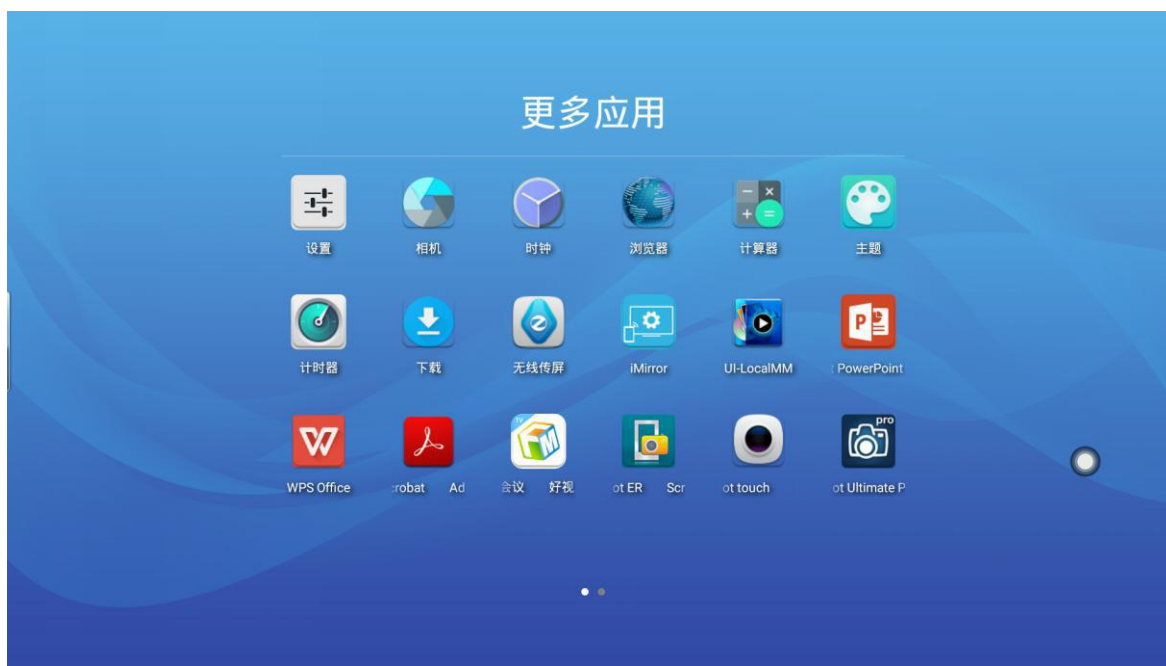 更多应用
设置 相机 时钟 浏览器 计算器 主题
计时器 下载 无线传屏 iMirror UI-LocalMM PowerPoint
WPS Office robat Ad 会议 好视 ot ER Scr ot touch ot Ultimate P